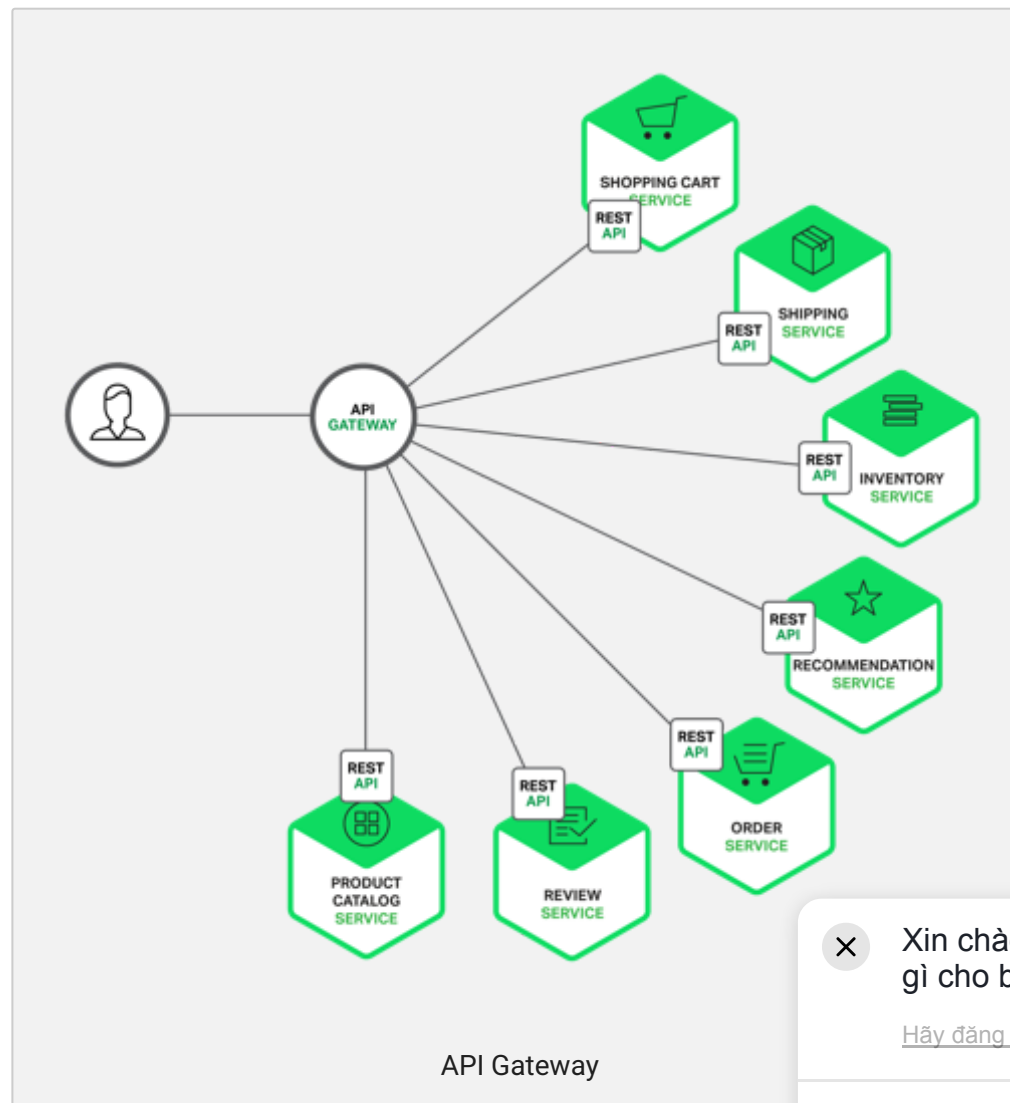 SHOPPING CART
SERVICE
REST
API
SHIPPING
SERVICE
REST
API
API
GATEWAY
INVENTORY
SERVICE
REST
API
RECOMMENDATION
SERVICE
REST
API
ORDER
SERVICE
REST
API
REVIEW
SERVICE
REST
API
PRODUCT
CATALOG
SERVICE
REST
API
Xin
gì cho
Hãy đăng
API Gateway